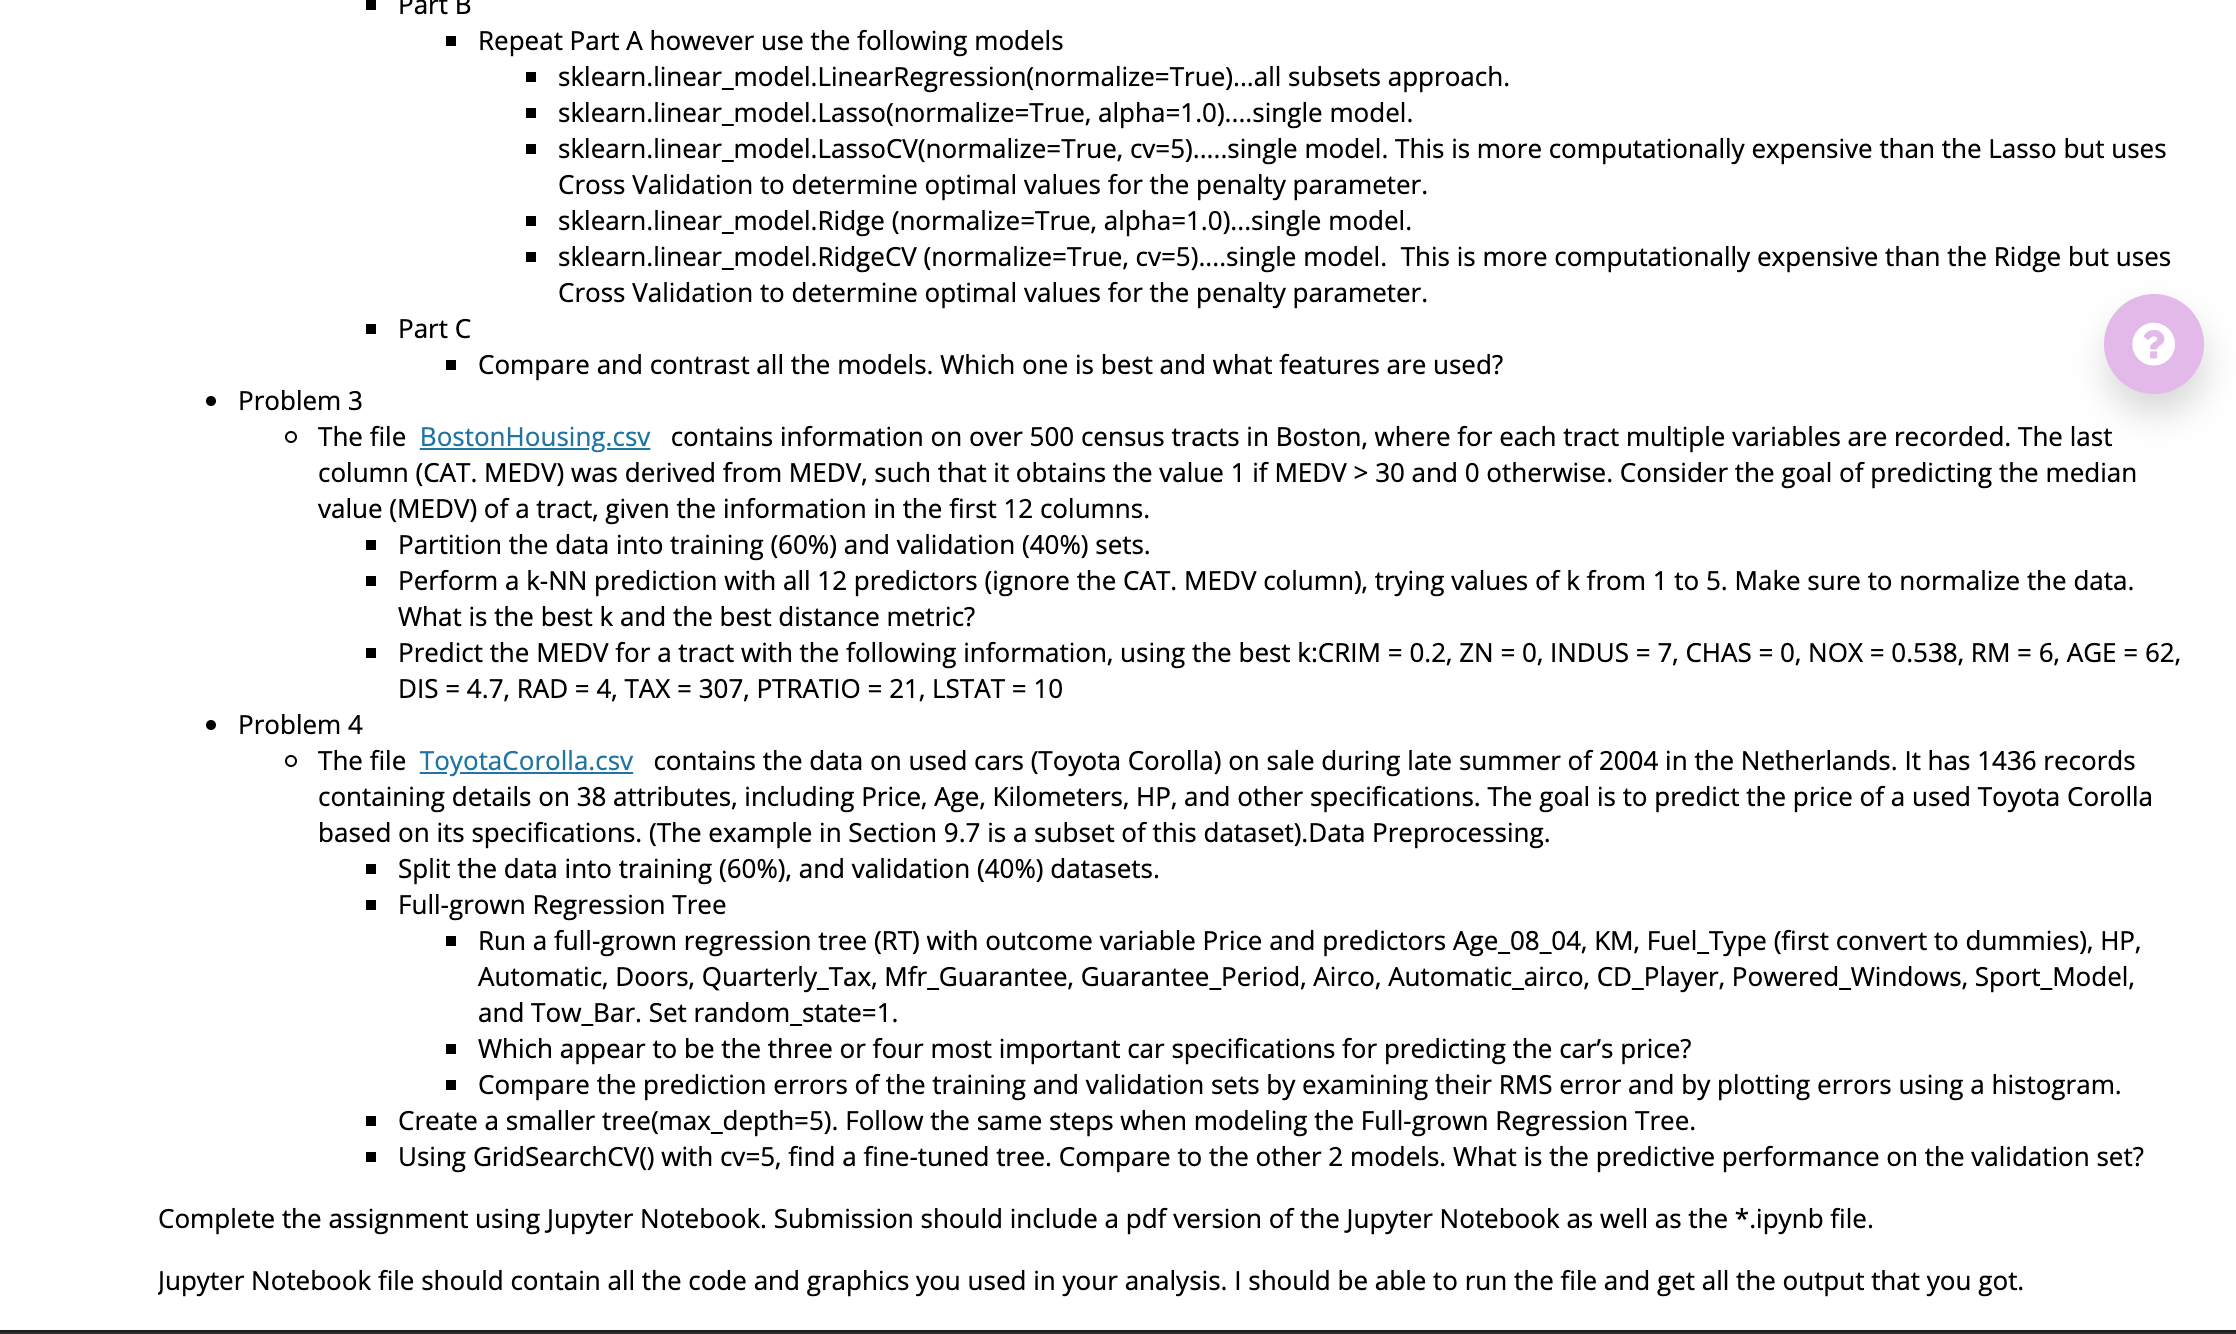 Part B
Repeat Part A however use the following models
sklearn.linear_model.LinearRegression(normalize=True)...all subsets approach.
sklearn.linear_model.Lasso(normalize=True, alpha=1.0)....single model.
sklearn.linear_model.LassoCV(normalize=True, cv=5).....single model. This is more computationally expensive than the Lasso but uses
Cross Validation to determine optimal values for the penalty parameter.
sklearn.linear_model.Ridge (normalize=True, alpha=1.0)...single model.
sklearn.linear_model.RidgeCV (normalize=True, cv=5)....single model.  This is more computationally expensive than the Ridge but uses
Cross Validation to determine optimal values for the penalty parameter.
Part C
Compare and contrast all the models. Which one is best and what features are used?
Problem 3
The file BostonHousing.csv contains information on over 500 census tracts in Boston, where for each tract multiple variables are recorded. The last
column (CAT. MEDV) was derived from MEDV, such that it obtains the value 1 if MEDV > 30 and 0 otherwise. Consider the goal of predicting the median
value (MEDV) of a tract, given the information in the first 12 columns.
Partition the data into training (60%) and validation (40%) sets.
Perform a k-NN prediction with all 12 predictors (ignore the CAT. MEDV column), trying values of k from 1 to 5. Make sure to normalize the data.
What is the best k and the best distance metric?
Predict the MEDV for a tract with the following information, using the best k:CRIM = 0.2, ZN = 0, INDUS = 7, CHAS = 0, NOX = 0.538, RM = 6, AGE = 62,
DIS = 4.7, RAD = 4, TAX = 307, PTRATIO = 21, LSTAT = 10
Problem 4
The file ToyotaCorolla.csv contains the data on used cars (Toyota Corolla) on sale during late summer of 2004 in the Netherlands. It has 1436 records
containing details on 38 attributes, including Price, Age, Kilometers, HP, and other specifications. The goal is to predict the price of a used Toyota Corolla
based on its specifications. (The example in Section 9.7 is a subset of this dataset).Data Preprocessing.
Split the data into training (60%), and validation (40%) datasets.
Full-grown Regression Tree
Run a full-grown regression tree (RT) with outcome variable Price and predictors Age_08_04, KM, Fuel_Type (first convert to dummies), HP,
Automatic, Doors, Quarterly_Tax, Mfr_Guarantee, Guarantee_Period, Airco, Automatic_airco, CD_Player, Powered_Windows, Sport_Model,
and Tow_Bar. Set random_state=1.
Which appear to be the three or four most important car specifications for predicting the car’s price?
Compare the prediction errors of the training and validation sets by examining their RMS error and by plotting errors using a histogram.
Create a smaller tree(max_depth=5). Follow the same steps when modeling the Full-grown Regression Tree.
Using GridSearchCV() with cv=5, find a fine-tuned tree. Compare to the other 2 models. What is the predictive performance on the validation set?
Complete the assignment using Jupyter Notebook. Submission should include a pdf version of the Jupyter Notebook as well as the *.ipynb file.
Jupyter Notebook file should contain all the code and graphics you used in your analysis. I should be able to run the file and get all the output that you got.